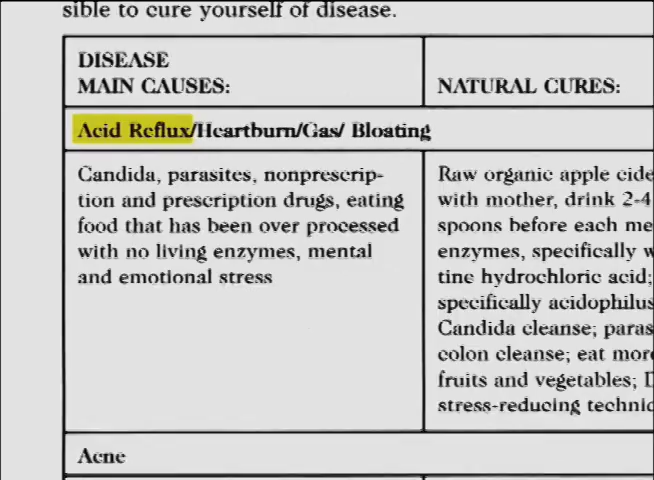 sible to cure yourself of disease.
DISEASE
MAIN CAUSES:
NATURAL CURES:
Acid Reflux/Heartburn/Gas/ Bloating
Candida, parasites, nonprescrip-
tion and prescription drugs, eating
food that has been over processed
with no living enzymes, mental
and emotional stress
Raw organic apple cide
with mother, drink 2-4
spoons before each me
enzymes, specifically w
tine hydrochloric acid;
specifically acidophilus
Candida cleanse; paras
colon cleanse; eat more
fruits and vegetables; D
stress-reducing techniq
Acne